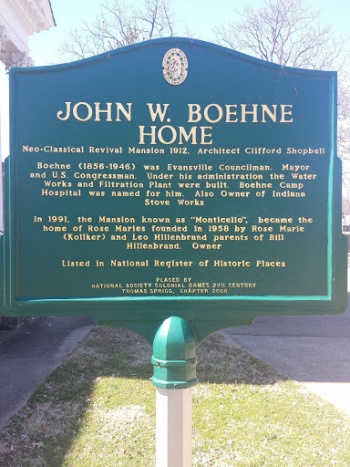 JOHN W. BOEHNE
HOME
Neo-Classical Revival Mansion 1912, Architect Clifford Shopbell
Boehne (1856-1946) was Evansville Councilman, Mayor
and U.S. Congressman. Under his administration the Water
Works and Filtration Plant were built. Boehne Camp
Hospital was named for him. Also Owner of Indiana
Stove Works
In 1991, the Mansion known as "Monticello", became the
home of Rose Maries founded in 1958 by Rose Marie
(Kollker) and Leo Hillenbrand parents of Bill
Hillenbrand, Owner
Listed in National Register of Historic Places
PLACED BY
NATIONAL SOCIETY COLONIAL DAMES XVII CENTURY
THOMAS SPRIGG, CHAPTER 2008